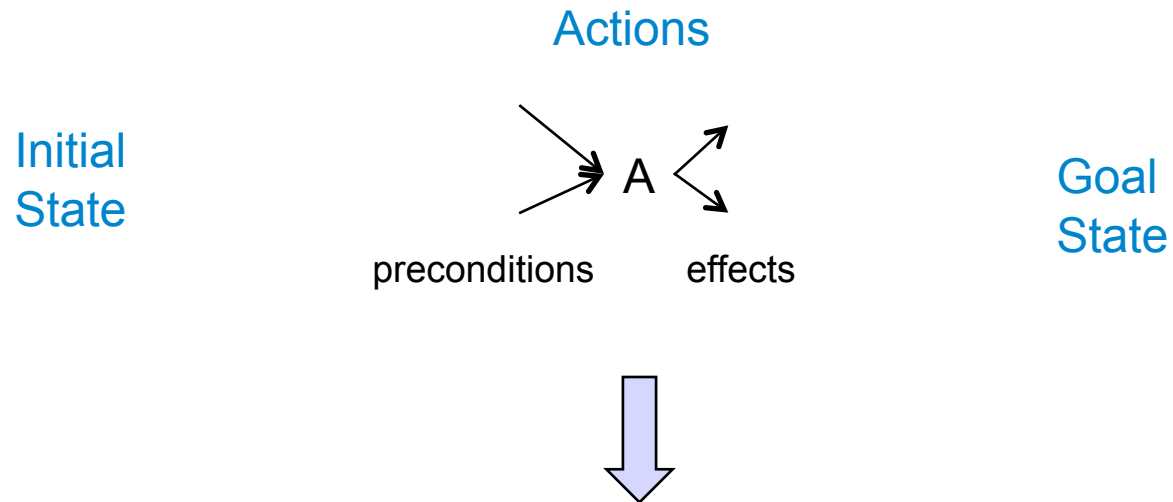 Actions
Initial
State
A
Goal
State
preconditions
effects